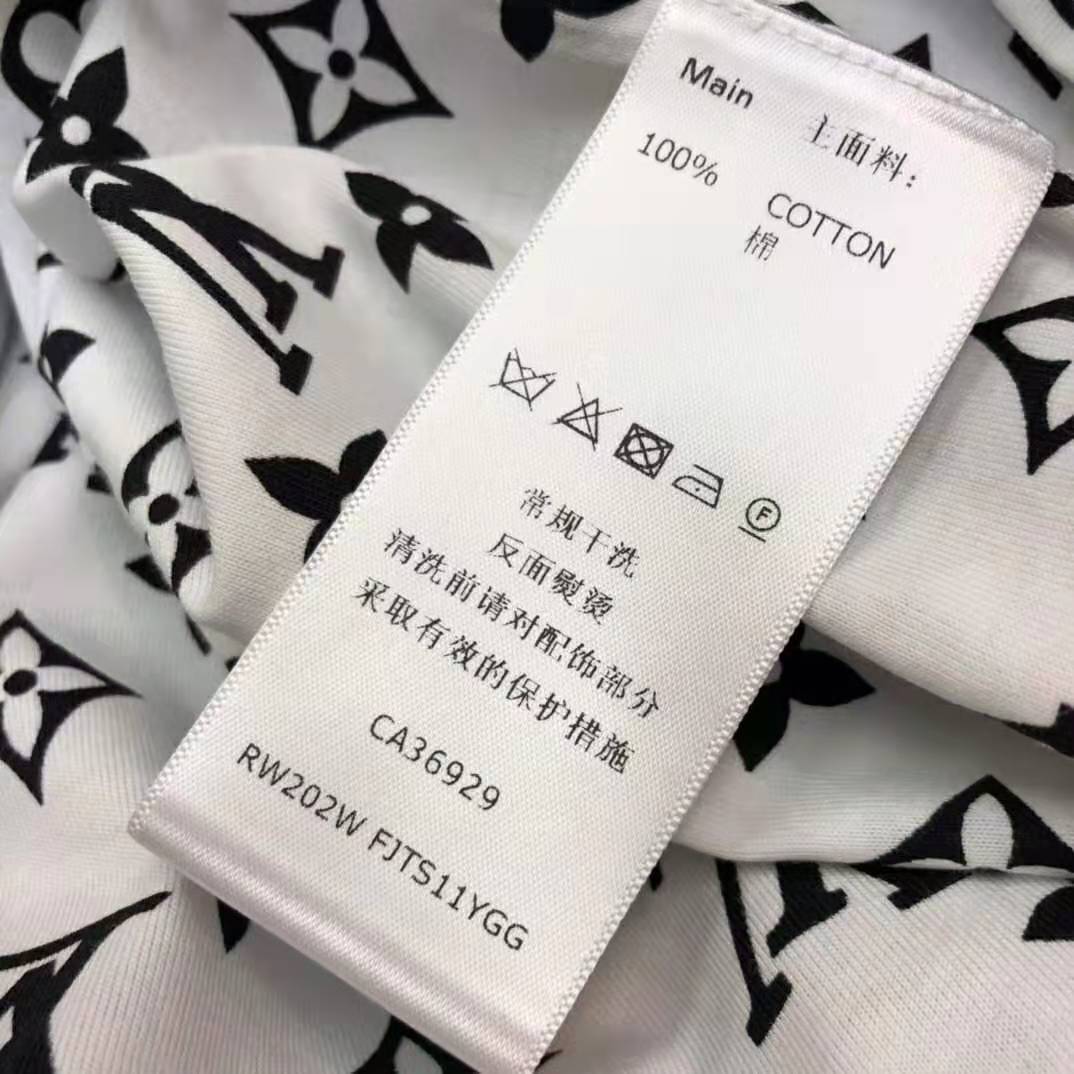 Main 主面料:
100% COTTON
棉
F
常规干洗
反面熨烫
清洗前请对配饰部分
采取有效的保护措施
CA36929
RW202W FJTS11YGG